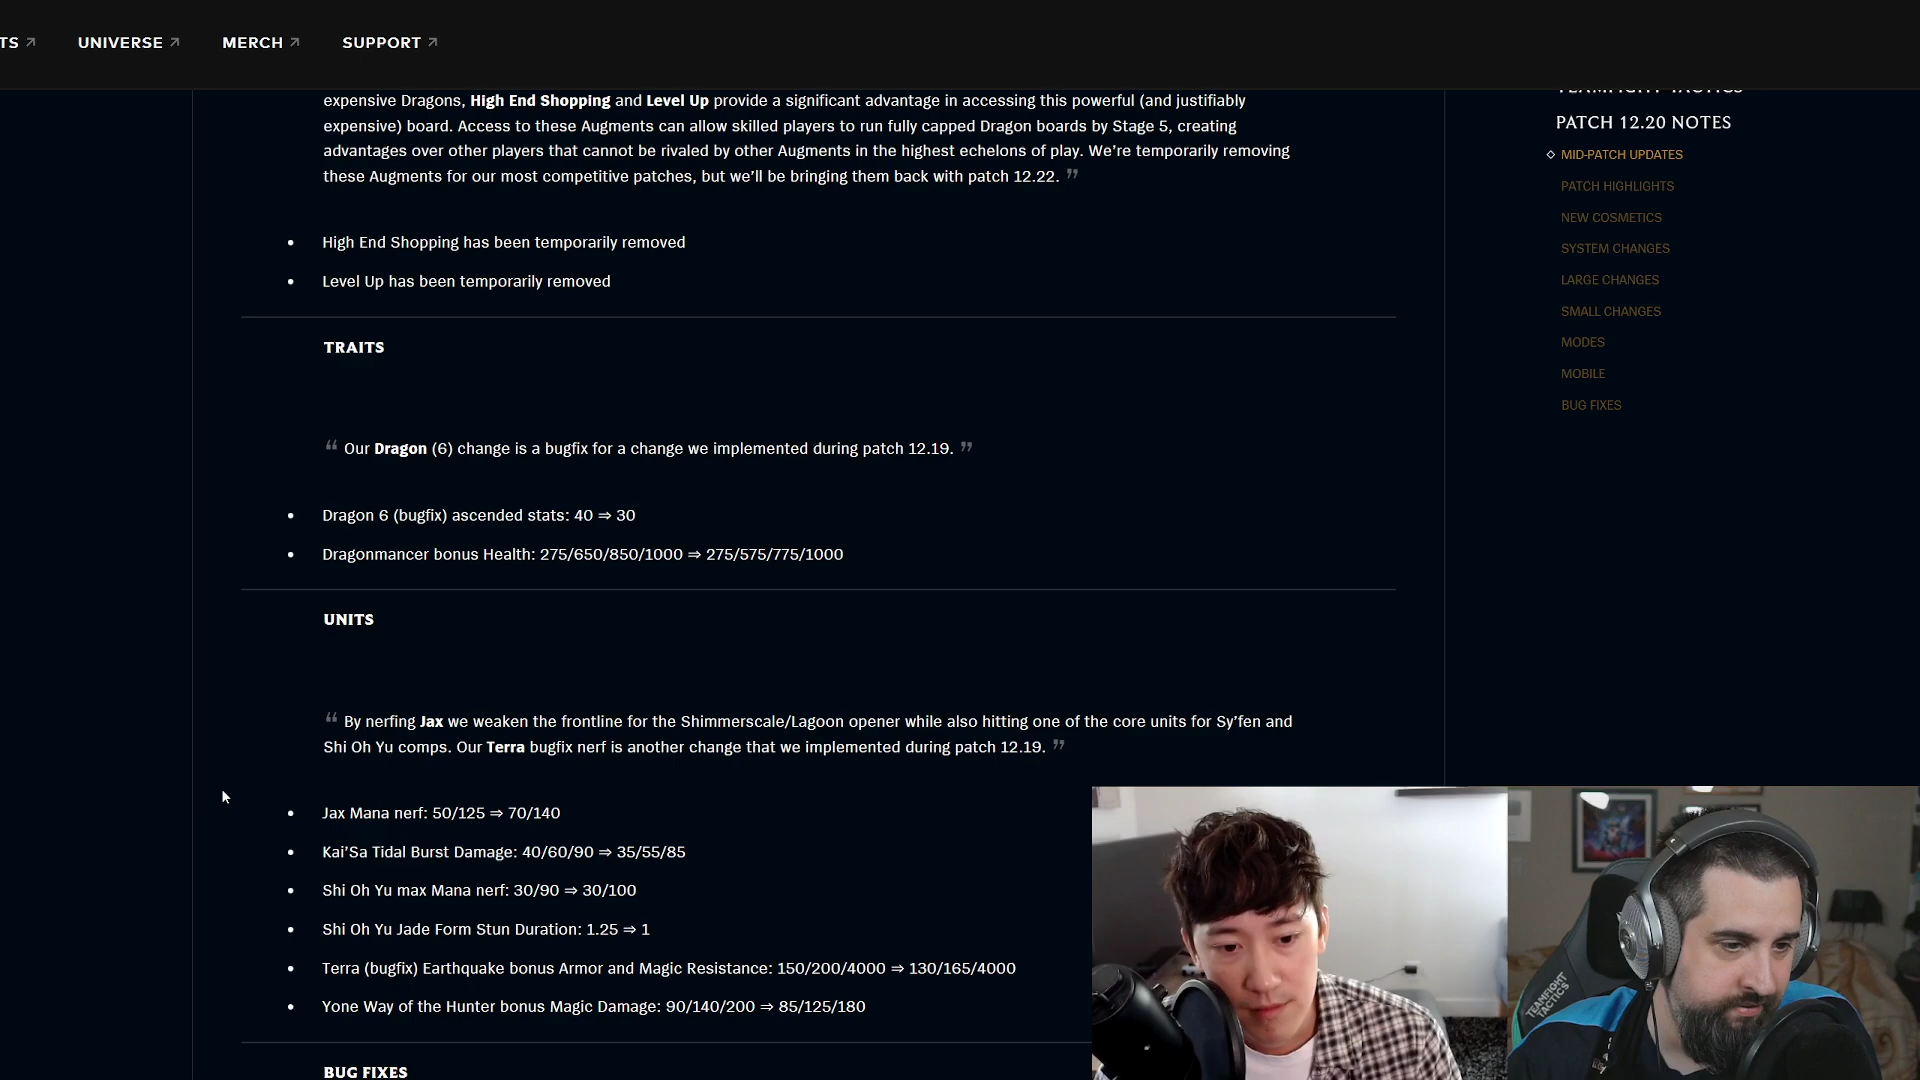 TS
UNIVERSE
MERCH
SUPPORT
expensive Dragons, High End Shopping and Level Up provide a significant advantage in accessing this powerful (and justifiably
expensive) board. Access to these Augments can allow skilled players to run fully capped Dragon boards by Stage 5, creating
advantages over other players that cannot be rivaled by other Augments in the highest echelons of play. We’re temporarily removing
these Augments for our most competitive patches, but we’ll be bringing them back with patch 12.22. ”
• High End Shopping has been temporarily removed
• Level Up has been temporarily removed
TRAITS
“ Our Dragon (6) change is a bugfix for a change we implemented during patch 12.19. ”
• Dragon 6 (bugfix) ascended stats: 40 ⇒ 30
• Dragonmancer bonus Health: 275/650/850/1000 ⇒ 275/575/775/1000
UNITS
“ By nerfing Jax we weaken the frontline for the Shimmerscale/Lagoon opener while also hitting one of the core units for Sy’fen and
Shi Oh Yu comps. Our Terra bugfix nerf is another change that we implemented during patch 12.19. ”
• Jax Mana nerf: 50/125 ⇒ 70/140
• Kai’Sa Tidal Burst Damage: 40/60/90 ⇒ 35/55/85
• Shi Oh Yu max Mana nerf: 30/90 ⇒ 30/100
• Shi Oh Yu Jade Form Stun Duration: 1.25 ⇒ 1
• Terra (bugfix) Earthquake bonus Armor and Magic Resistance: 150/200/4000 ⇒ 130/165/4000
• Yone Way of the Hunter bonus Magic Damage: 90/140/200 ⇒ 85/125/180
BUG FIXES
TEAMFIGHT TACTICS
PATCH 12.20 NOTES
MID-PATCH UPDATES
PATCH HIGHLIGHTS
NEW COSMETICS
SYSTEM CHANGES
LARGE CHANGES
SMALL CHANGES
MODES
MOBILE
BUG FIXES
TEAMFIGHT
TACTICS